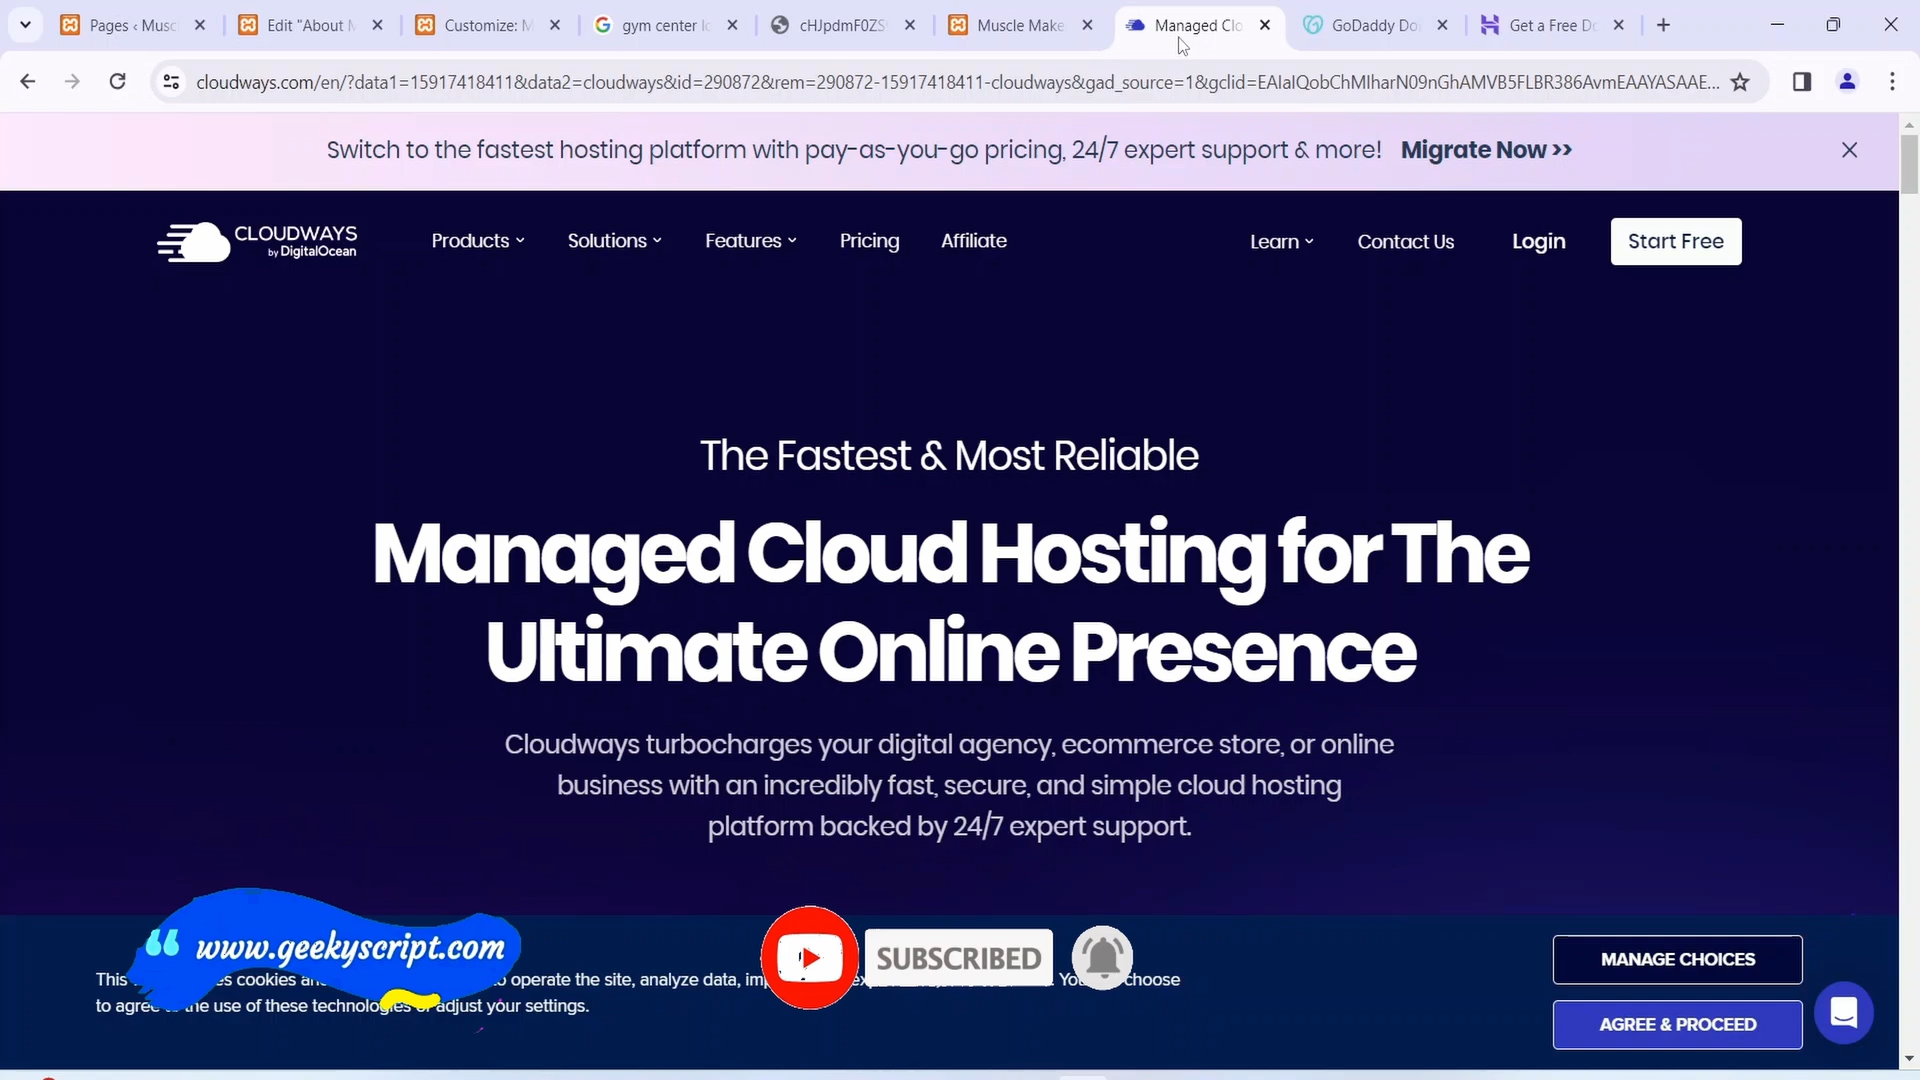 Pages ‹ Musc
Edit "About M
Customize: M
gym center lo
cHJpdmF0ZS
Muscle Make
Managed Clo
GoDaddy Do
Get a Free Do
cloudways.com/en/?data1=15917418411&data2=cloudways&id=290872&rem=290872-15917418411-cloudways&gad_source=1&gclid=EAIaIQobChMIharN09nGhAMVB5FLBR386AvmEAAYASAAE...
Switch to the fastest hosting platform with pay-as-you-go pricing, 24/7 expert support & more! Migrate Now >>
CLOUDWAYS
by DigitalOcean
Products
Solutions
Features
Pricing
Affiliate
Learn
Contact Us
Login
Start Free
The Fastest & Most Reliable
Managed Cloud Hosting for The
Ultimate Online Presence
Cloudways turbocharges your digital agency, ecommerce store, or online
business with an incredibly fast, secure, and simple cloud hosting
platform backed by 24/7 expert support.
“ www.geekyscript.com
SUBSCRIBED
This cookies operate the site, analyze data, choose
to agree the use of these technologies adjust your settings.
MANAGE CHOICES
AGREE & PROCEED